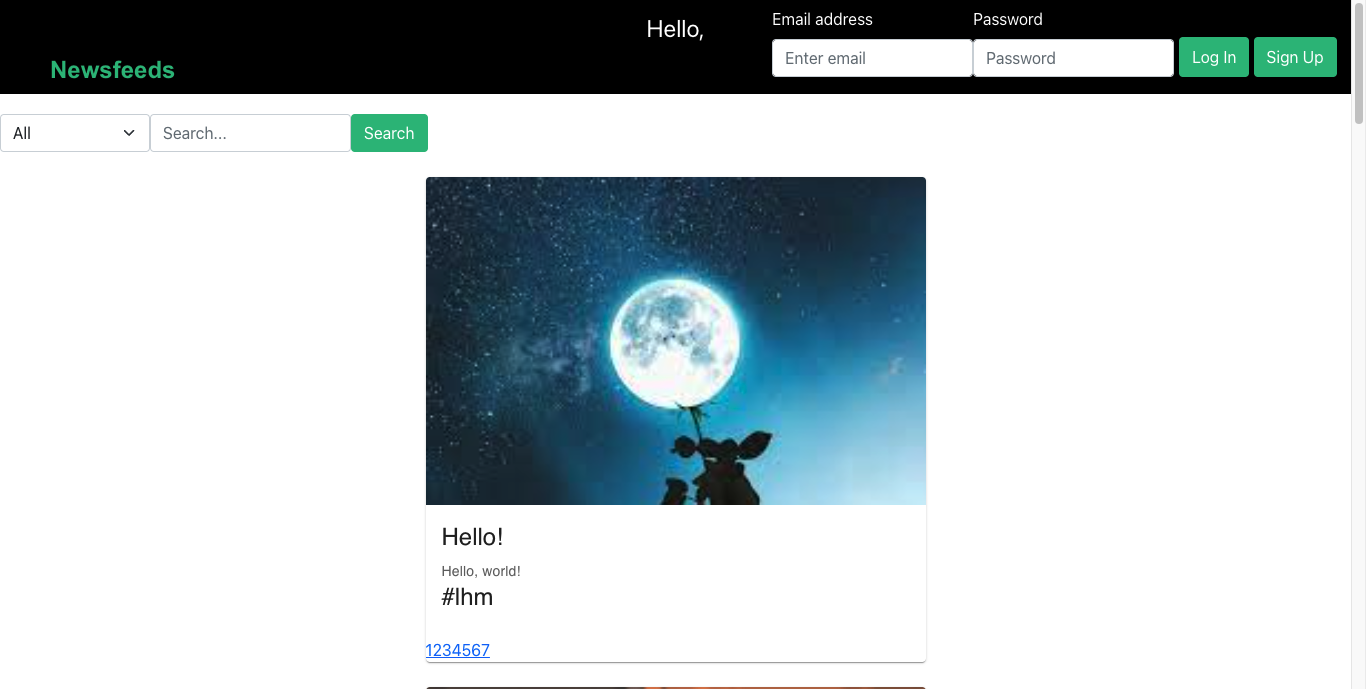 Hello,
Email address
Password
Newsfeeds
Enter email
Password
Log In
Sign Up
All
Search...
Search
Hello!
Hello, world!
#lhm
1234567